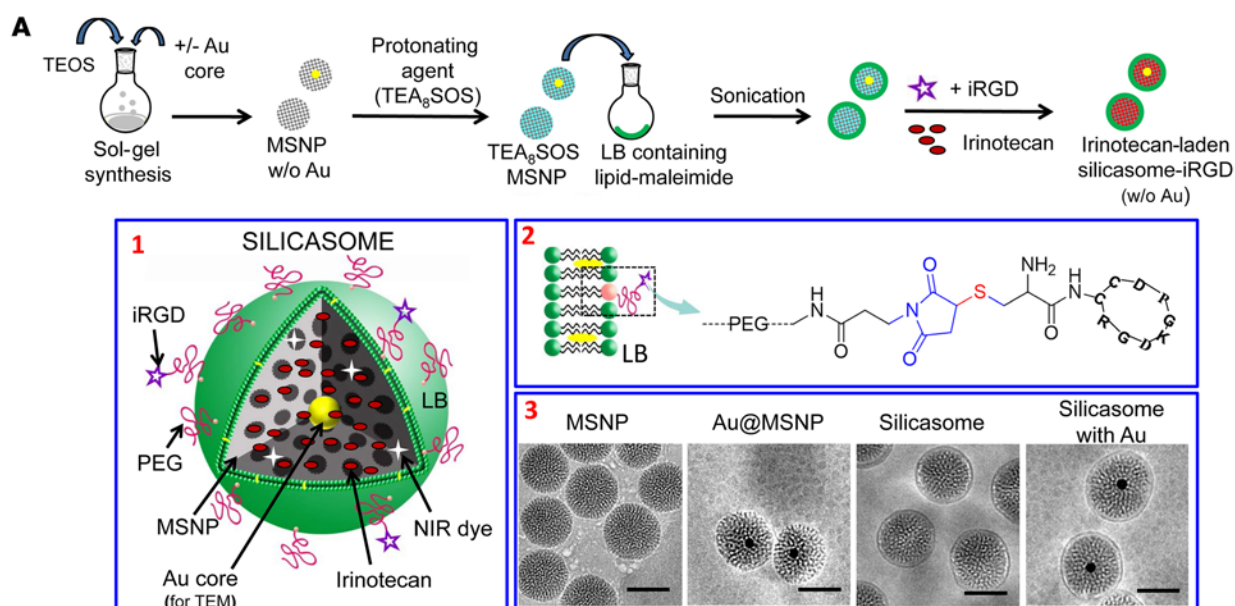 A
TEOS
+/- Au
core
Sol-gel
synthesis
MSNP
w/o Au
Protonating
agent
(TEA₈SOS)
TEA₈SOS
MSNP
LB containing
lipid-maleimide
Sonication
+ iRGD
Irinotecan
Irinotecan-laden
silicasome-iRGD
(w/o Au)
1
SILICASOME
iRGD
LB
PEG
MSNP
NIR dye
Au core
(for TEM)
Irinotecan
2
LB
PEG
H
N
O
N
O
O
S
NH₂
O
H
N
C C D P G K D G R
3
MSNP
Au@MSNP
Silicasome
Silicasome
with Au